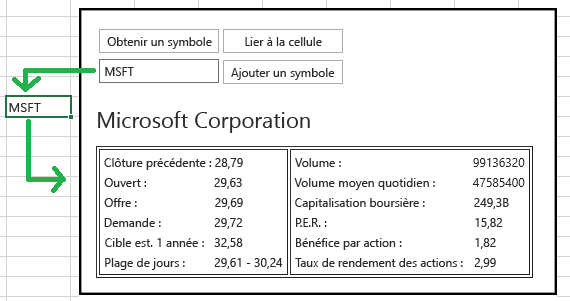 Obtenir un symbole
Lier à la cellule
MSFT
Ajouter un symbole
MSFT
Microsoft Corporation
Clôture précédente : 28,79
Ouvert : 29,63
Offre : 29,69
Demande : 29,72
Cible est. 1 année : 32,58
Plage de jours : 29,61 - 30,24
Volume : 99136320
Volume moyen quotidien : 47585400
Capitalisation boursière : 249,3B
P.E.R. : 15,82
Bénéfice par action : 1,82
Taux de rendement des actions : 2,99